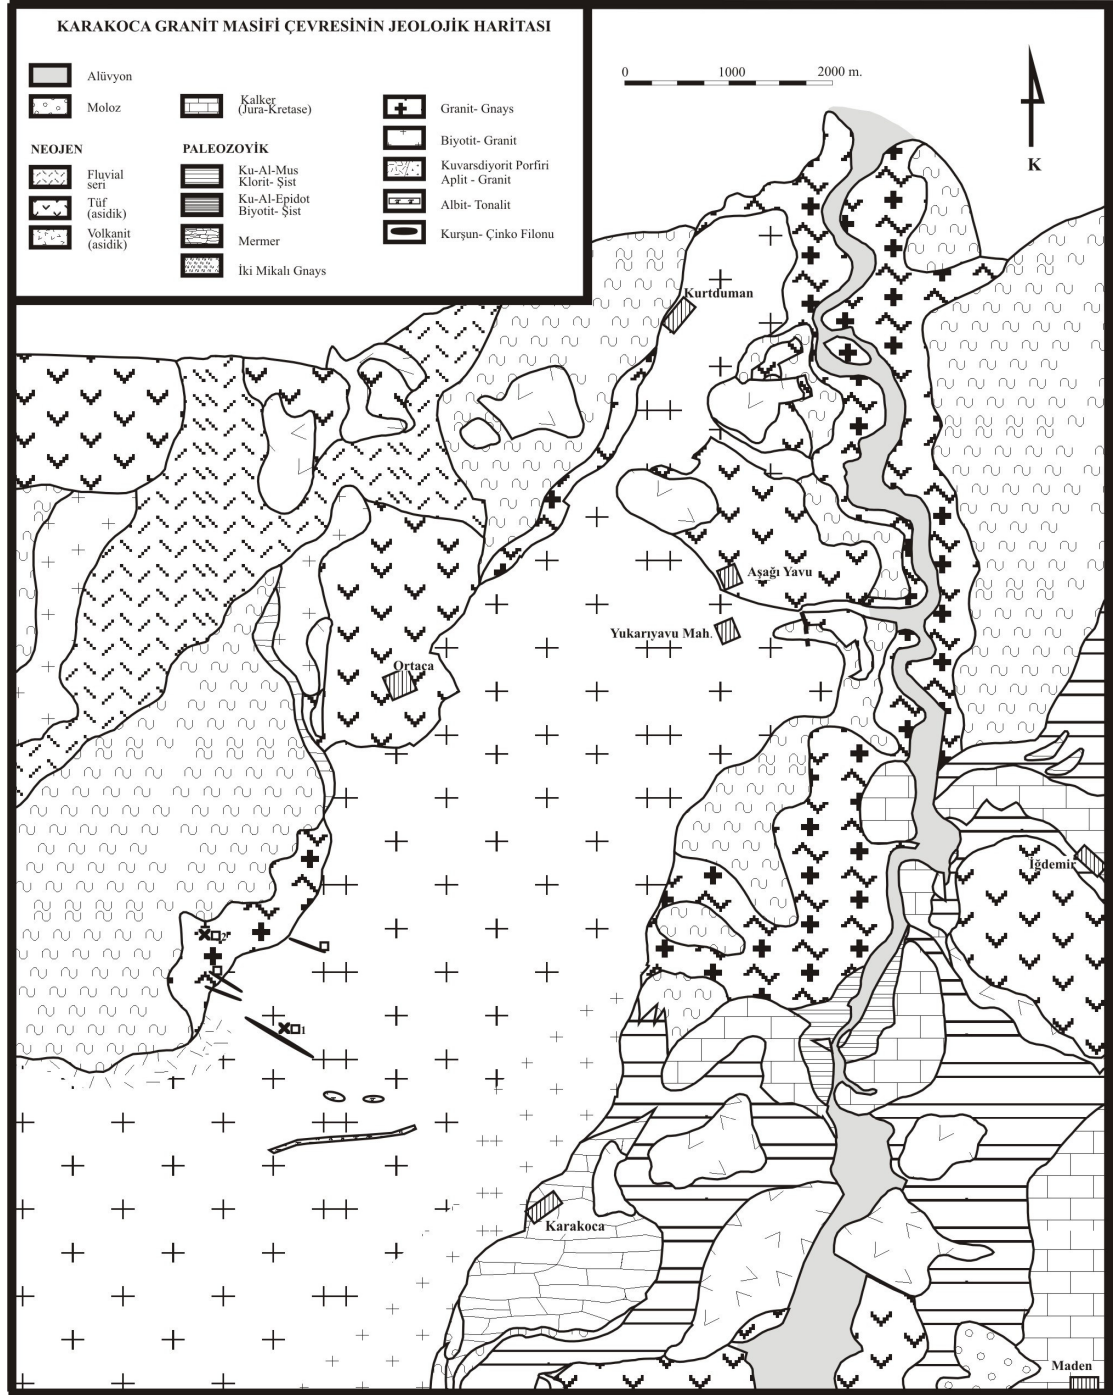 KARAKOCA GRANİT MASİFİ ÇEVRESİNİN JEOLOJİK HARİTASI
Alüvyon
Moloz
NEOJEN
Fluvial
seri
Tüf
(asidik)
Volkanit
(asidik)
Kalker
(Jura-Kretase)
PALEOZOYİK
Ku-Al-Mus
Klorit- Şist
Ku-Al-Epidot
Biyotit- Şist
Mermer
İki Mikalı Gnays
Granit- Gnays
Biyotit- Granit
Kuvarsdiyorit Porfiri
Aplit - Granit
Albit- Tonalit
Kurşun- Çinko Filonu
0 1000 2000 m.
K
Kurtduman
Aşağı Yavu
Yukarıyavu Mah.
Ortaca
İğdemir
2
1
Karakoca
Maden